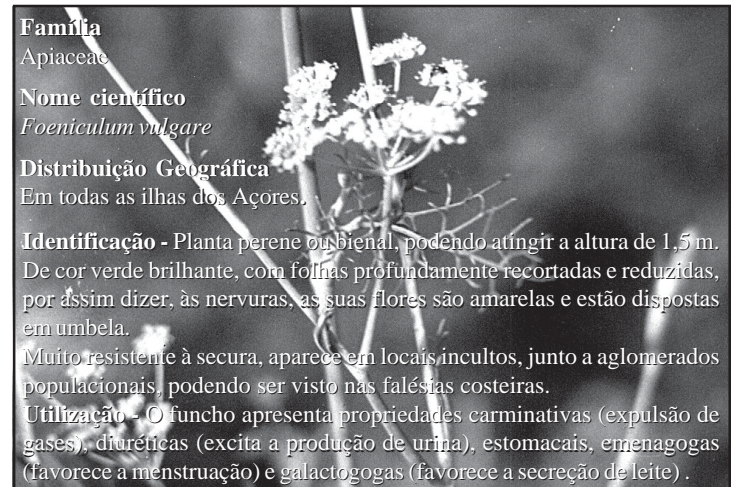 Família
Apiaceae
Nome científico
Foeniculum vulgare
Distribuição Geográfica
Em todas as ilhas dos Açores.
Identificação - Planta perene ou bienal, podendo atingir a altura de 1,5 m.
De cor verde brilhante, com folhas profundamente recortadas e reduzidas,
por assim dizer, às nervuras, as suas flores são amarelas e estão dispostas
em umbela.
Muito resistente à secura, aparece em locais incultos, junto a aglomerados
populacionais, podendo ser visto nas falésias costeiras.
Utilização - O funcho apresenta propriedades carminativas (expulsão de
gases), diuréticas (excita a produção de urina), estomacais, emenagogas
(favorece a menstruação) e galactogogas (favorece a secreção de leite) .